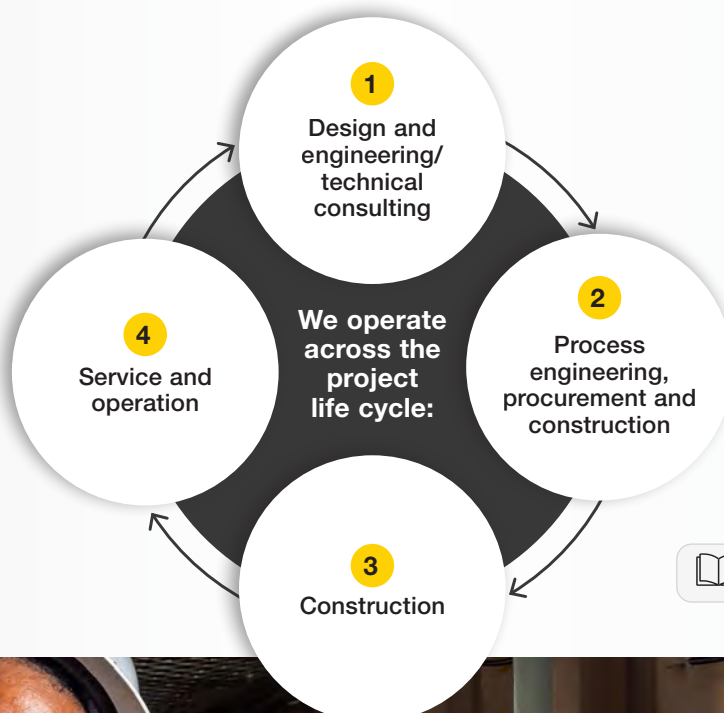 1
Design and
engineering/
technical
consulting
2
Process
engineering,
procurement and
construction
3
Construction
4
Service and
operation
We operate
across the
project
life cycle: